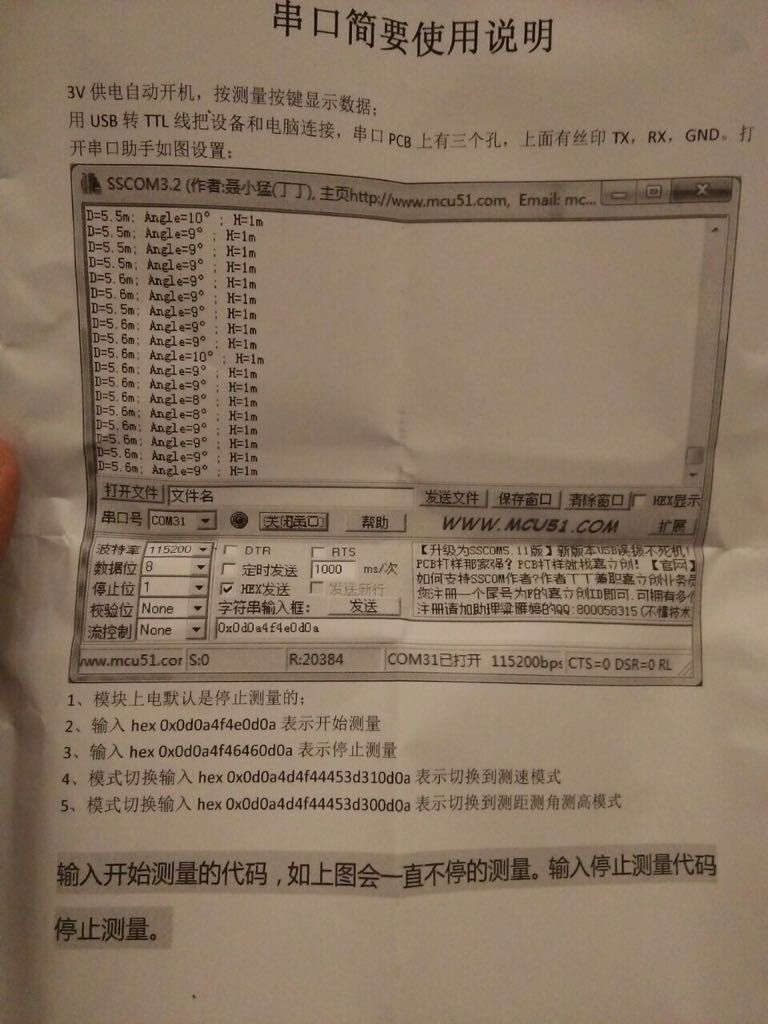 串口简要使用说明
3V 供电自动开机，按测量按键显示数据；
用 USB 转 TTL 线把设备和电脑连接，串口 PCB 上有三个孔，上面有丝印 TX，RX，GND。打
开串口助手如图设置：
SSCOM3.2 (作者:聂小猛(丁丁), 主页http://www.mcu51.com, Email: mc...
D=5.5m; Angle=10° ; H=1m
D=5.5m; Angle=9° ; H=1m
D=5.5m; Angle=9° ; H=1m
D=5.5m; Angle=9° ; H=1m
D=5.6m; Angle=9° ; H=1m
D=5.6m; Angle=9° ; H=1m
D=5.5m; Angle=9° ; H=1m
D=5.6m; Angle=9° ; H=1m
D=5.6m; Angle=9° ; H=1m
D=5.6m; Angle=10° ; H=1m
D=5.6m; Angle=9° ; H=1m
D=5.6m; Angle=9° ; H=1m
D=5.6m; Angle=8° ; H=1m
D=5.6m; Angle=8° ; H=1m
D=5.6m; Angle=9° ; H=1m
D=5.6m; Angle=9° ; H=1m
D=5.6m; Angle=9° ; H=1m
D=5.6m; Angle=9° ; H=1m
打开文件 文件名 发送文件 保存窗口 清除窗口 HEX显示
串口号 COM31 关闭串口 帮助 WWW.MCU51.COM 扩展
波特率 115200 DTR RTS
数据位 8 定时发送 1000 ms/次
停止位 1 HEX发送 发送新行
校验位 None 字符串输入框: 发送
流控制 None 0x0d0a4f4e0d0a
【升级为SSCOM5.11版】新版本USB误拔不死机!
PCB打样那家强? PCB打样就找嘉立创!【官网】
如何支持SSCOM作者?作者丁丁兼职嘉立创业务员
您注册一个尾号为P的嘉立创ID即可.可拥有多个
注册请加助理梁雁婷的QQ:800058315(不懂技术
www.mcu51.cor S:0 R:20384 COM31已打开 115200bps CTS=0 DSR=0 RL
1、模块上电默认是停止测量的；
2、输入 hex 0x0d0a4f4e0d0a 表示开始测量
3、输入 hex 0x0d0a4f46460d0a 表示停止测量
4、模式切换输入 hex 0x0d0a4d4f44453d310d0a 表示切换到测速模式
5、模式切换输入 hex 0x0d0a4d4f44453d300d0a 表示切换到测距测角测高模式
输入开始测量的代码，如上图会一直不停的测量。输入停止测量代码
停止测量。